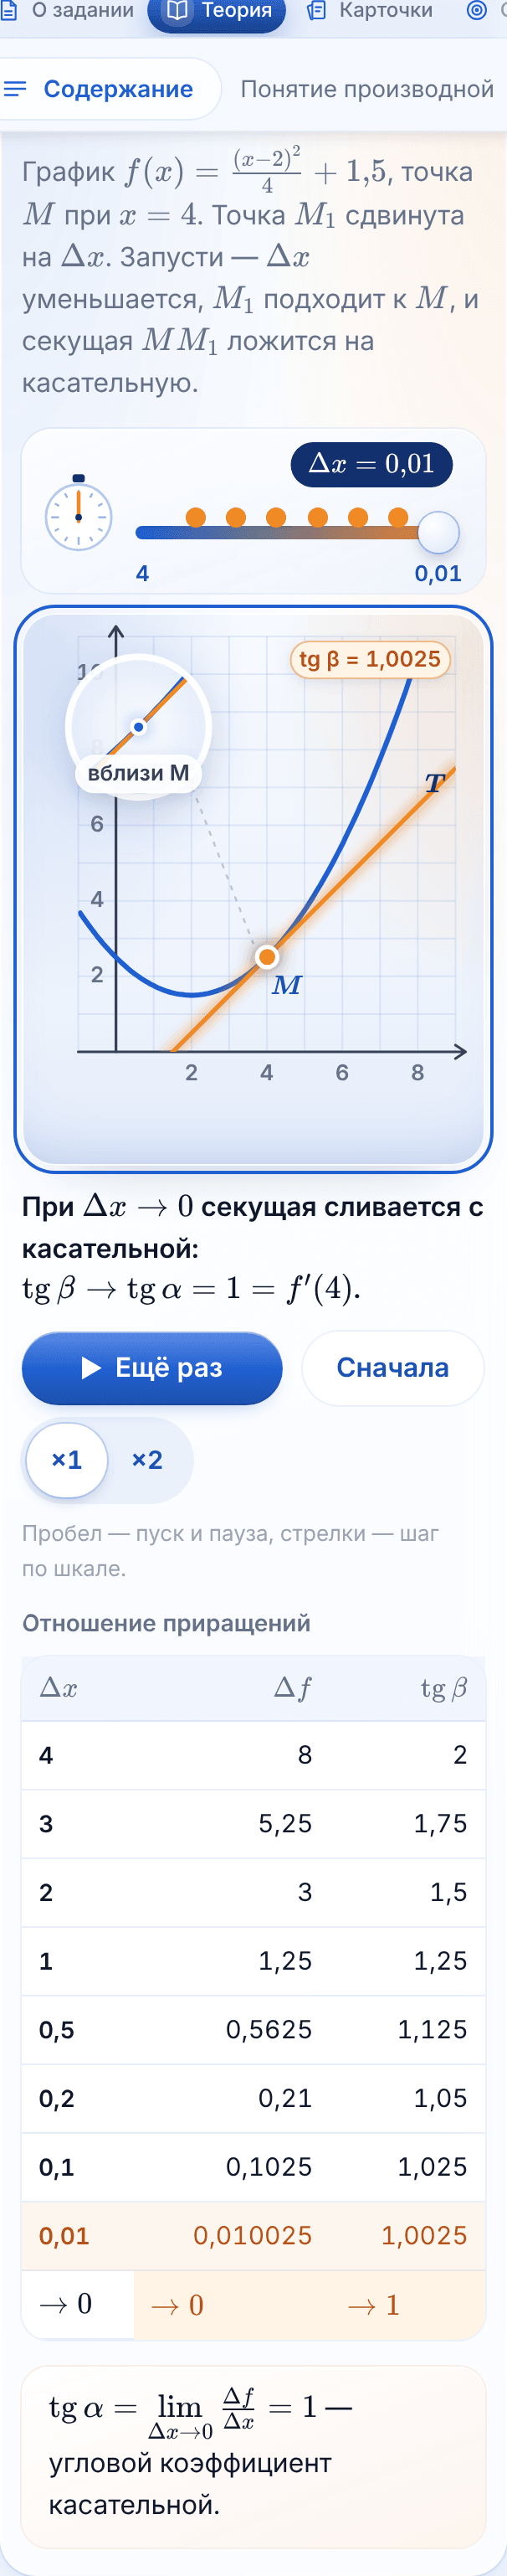 О задании Теория Карточки
Содержание Понятие производной
График f(x) = (x−2)²/4 + 1,5, точка
M при x = 4. Точка M₁ сдвинута
на Δx. Запусти — Δx
уменьшается, M₁ подходит к M, и
секущая MM₁ ложится на
касательную.
Δx = 0,01
4 0,01
tg β = 1,0025
вблизи M
T
6
4
M
2
2 4 6 8
При Δx → 0 секущая сливается с
касательной:
tg β → tg α = 1 = f′(4).
Ещё раз Сначала
×1 ×2
Пробел — пуск и пауза, стрелки — шаг
по шкале.
Отношение приращений
Δx Δf tg β
4 8 2
3 5,25 1,75
2 3 1,5
1 1,25 1,25
0,5 0,5625 1,125
0,2 0,21 1,05
0,1 0,1025 1,025
0,01 0,010025 1,0025
→ 0 → 0 → 1
tg α = lim Δx→0 Δf/Δx = 1 —
угловой коэффициент
касательной.